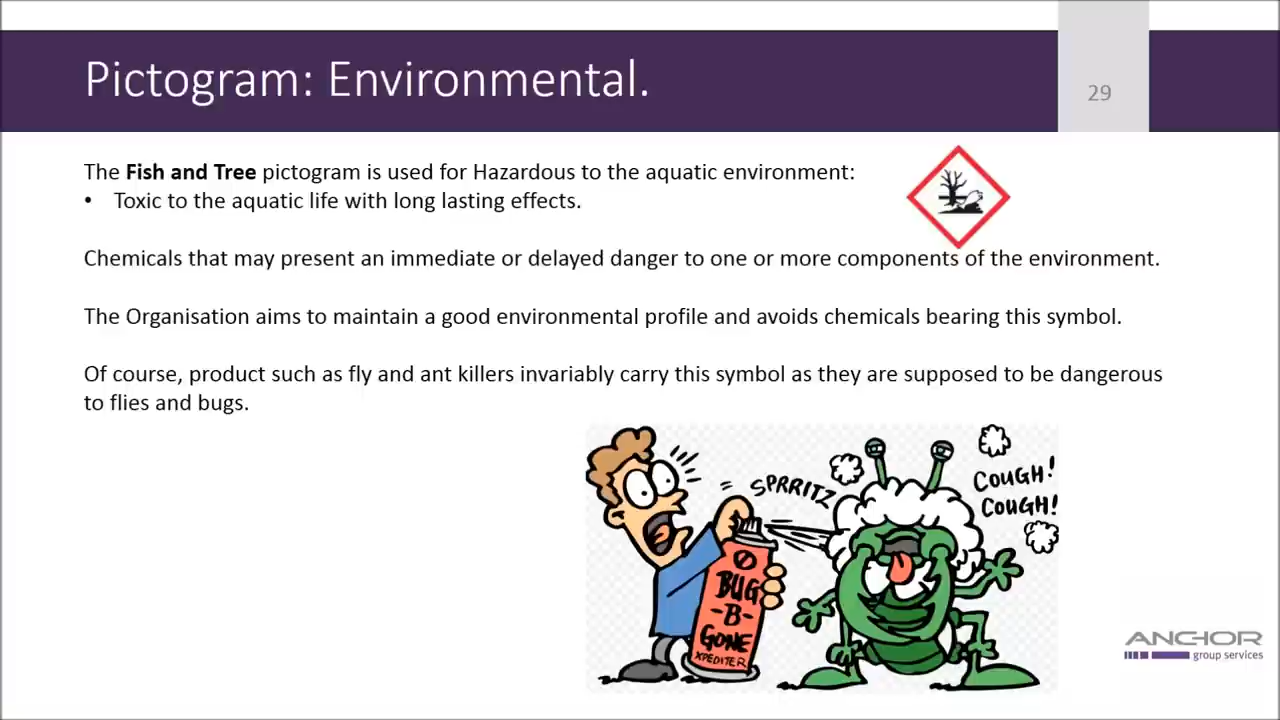 Pictogram: Environmental.
29
The Fish and Tree pictogram is used for Hazardous to the aquatic environment:
• Toxic to the aquatic life with long lasting effects.
Chemicals that may present an immediate or delayed danger to one or more components of the environment.
The Organisation aims to maintain a good environmental profile and avoids chemicals bearing this symbol.
Of course, product such as fly and ant killers invariably carry this symbol as they are supposed to be dangerous
to flies and bugs.
SPRRITZ
COUGH!
COUGH!
BUG
-B-
GONE
XPEDITER
ANCHOR
group services